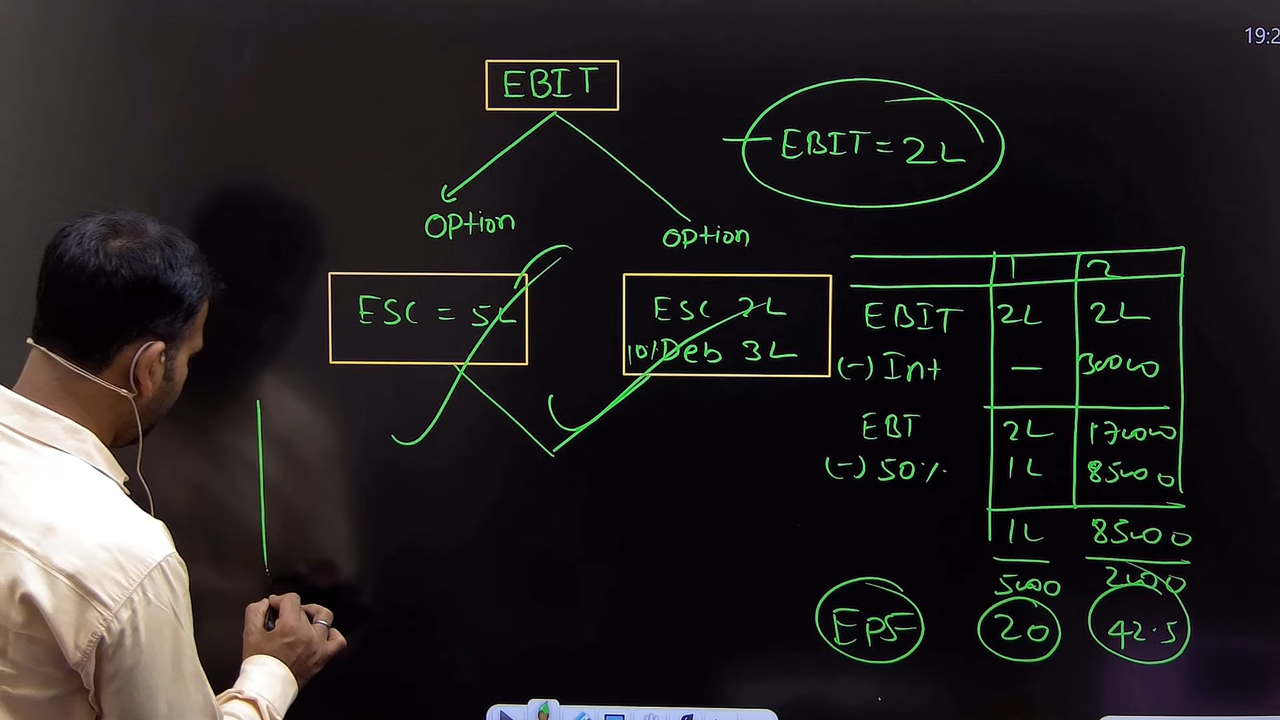 19:2
EBIT
EBIT = 2L
Option
Option
ESC = 5L
ESC 2L
10% Deb 3L
1 2
EBIT 2L 2L
(-) Int — 30000
EBT 2L 170000
(-) 50% 1L 85000
1L 85000
5000 2000
EPS 20 42.5